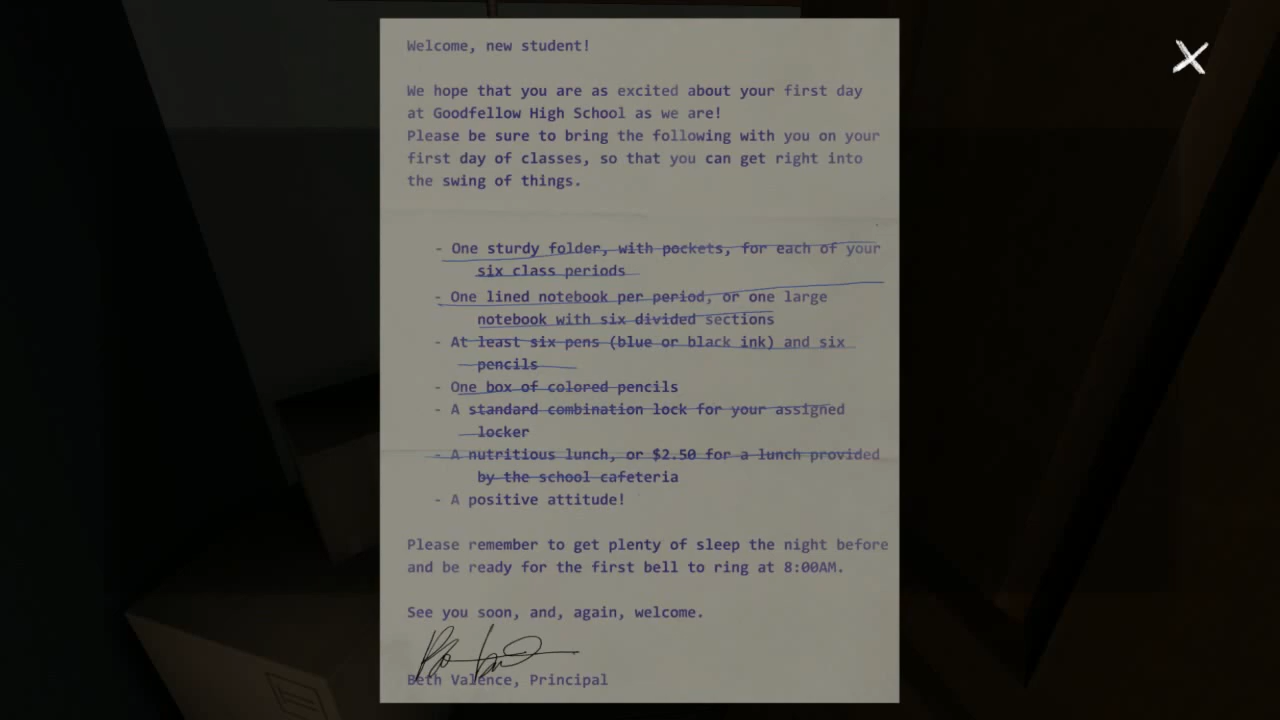 Welcome, new student!
We hope that you are as excited about your first day
at Goodfellow High School as we are!
Please be sure to bring the following with you on your
first day of classes, so that you can get right into
the swing of things.
- One sturdy folder, with pockets, for each of your
six class periods
- One lined notebook per period, or one large
notebook with six divided sections
- At least six pens (blue or black ink) and six
pencils
- One box of colored pencils
- A standard combination lock for your assigned
locker
- A nutritious lunch, or $2.50 for a lunch provided
by the school cafeteria
- A positive attitude!
Please remember to get plenty of sleep the night before
and be ready for the first bell to ring at 8:00AM.
See you soon, and, again, welcome.
Beth Valence, Principal